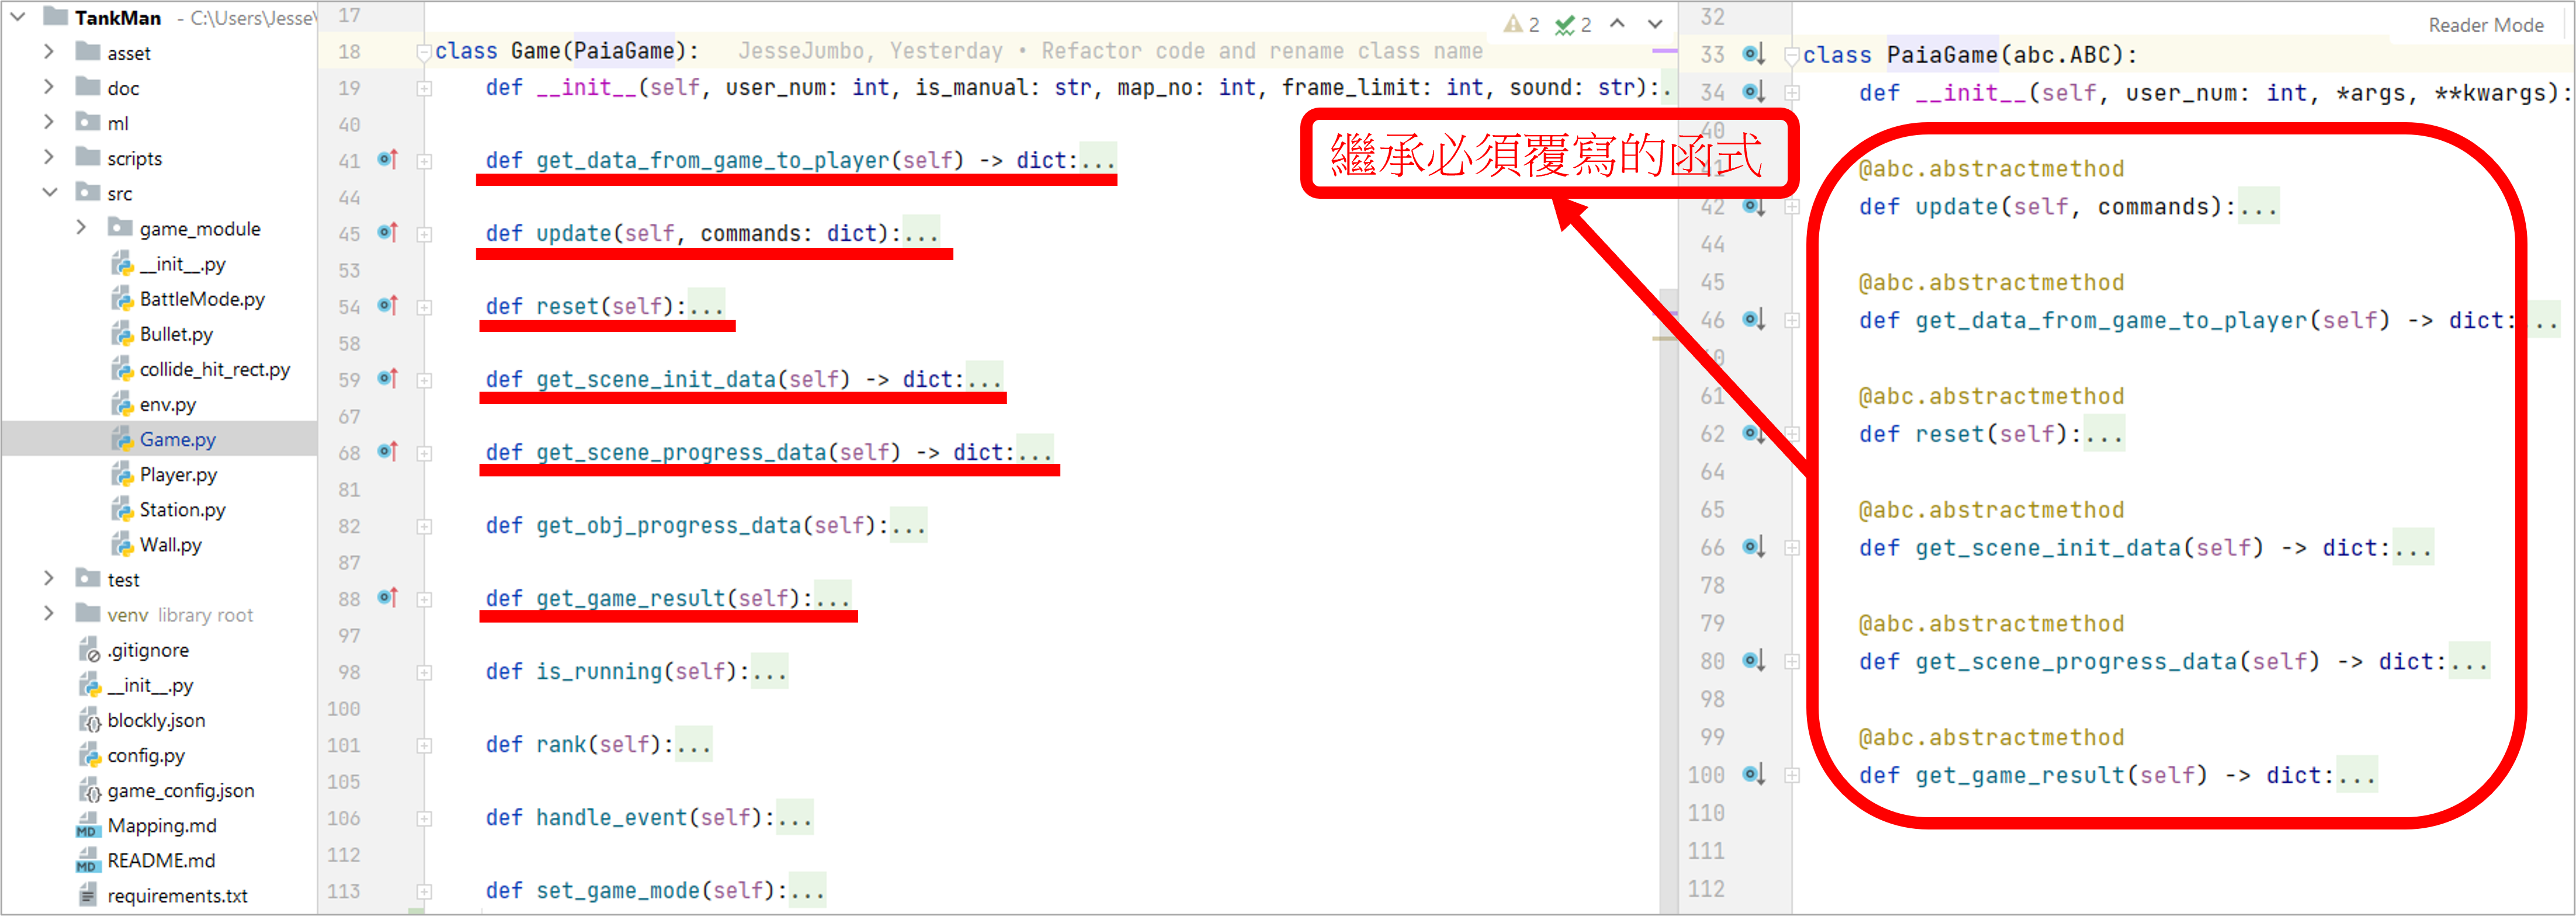 TankMan - C:\Users\Jesse\
asset
doc
ml
scripts
src
game_module
__init__.py
BattleMode.py
Bullet.py
collide_hit_rect.py
env.py
Game.py
Player.py
Station.py
Wall.py
test
venv library root
.gitignore
__init__.py
blockly.json
config.py
game_config.json
Mapping.md
README.md
requirements.txt
17
2 2
18 class Game(PaiaGame): JesseJumbo, Yesterday • Refactor code and rename class name
19 def __init__(self, user_num: int, is_manual: str, map_no: int, frame_limit: int, sound: str):.
40
41 def get_data_from_game_to_player(self) -> dict:...
44
45 def update(self, commands: dict):...
53
54 def reset(self):...
58
59 def get_scene_init_data(self) -> dict:...
67
68 def get_scene_progress_data(self) -> dict:...
81
82 def get_obj_progress_data(self):...
87
88 def get_game_result(self):...
97
98 def is_running(self):...
100
101 def rank(self):...
105
106 def handle_event(self):...
112
113 def set_game_mode(self):...
繼承必須覆寫的函式
32
Reader Mode
33 class PaiaGame(abc.ABC):
34 def __init__(self, user_num: int, *args, **kwargs):
40
@abc.abstractmethod
42 def update(self, commands):...
44
45 @abc.abstractmethod
46 def get_data_from_game_to_player(self) -> dict:...
61 @abc.abstractmethod
62 def reset(self):...
64
65 @abc.abstractmethod
66 def get_scene_init_data(self) -> dict:...
78
79 @abc.abstractmethod
80 def get_scene_progress_data(self) -> dict:...
98
99 @abc.abstractmethod
100 def get_game_result(self) -> dict:...
110
111
112